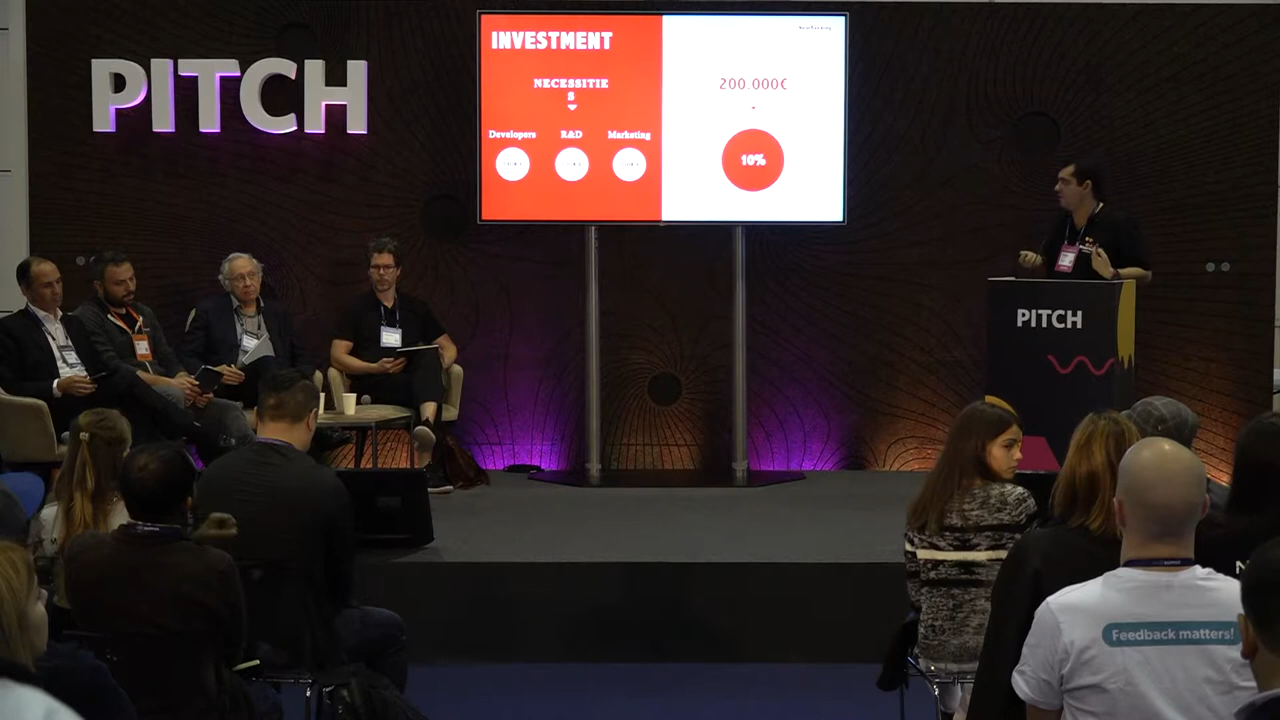 PITCH
INVESTMENT
NECESSITIE
S
Developers
R&D
Marketing
200.000€
10%
PITCH
Feedback matters!